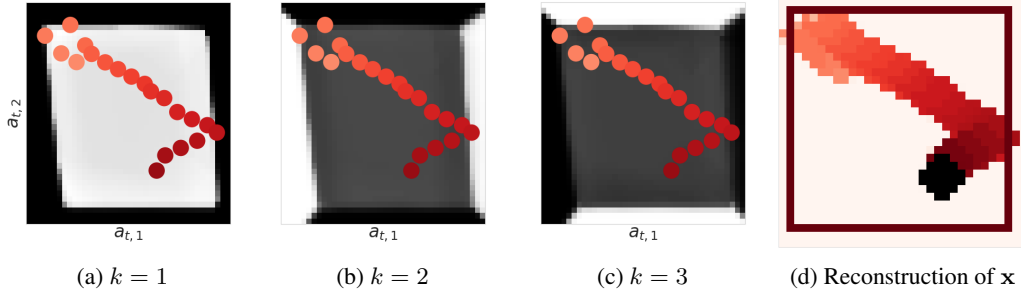 a_{t,2}
a_{t,1} a_{t,1} a_{t,1}
(a) k = 1 (b) k = 2 (c) k = 3 (d) Reconstruction of x